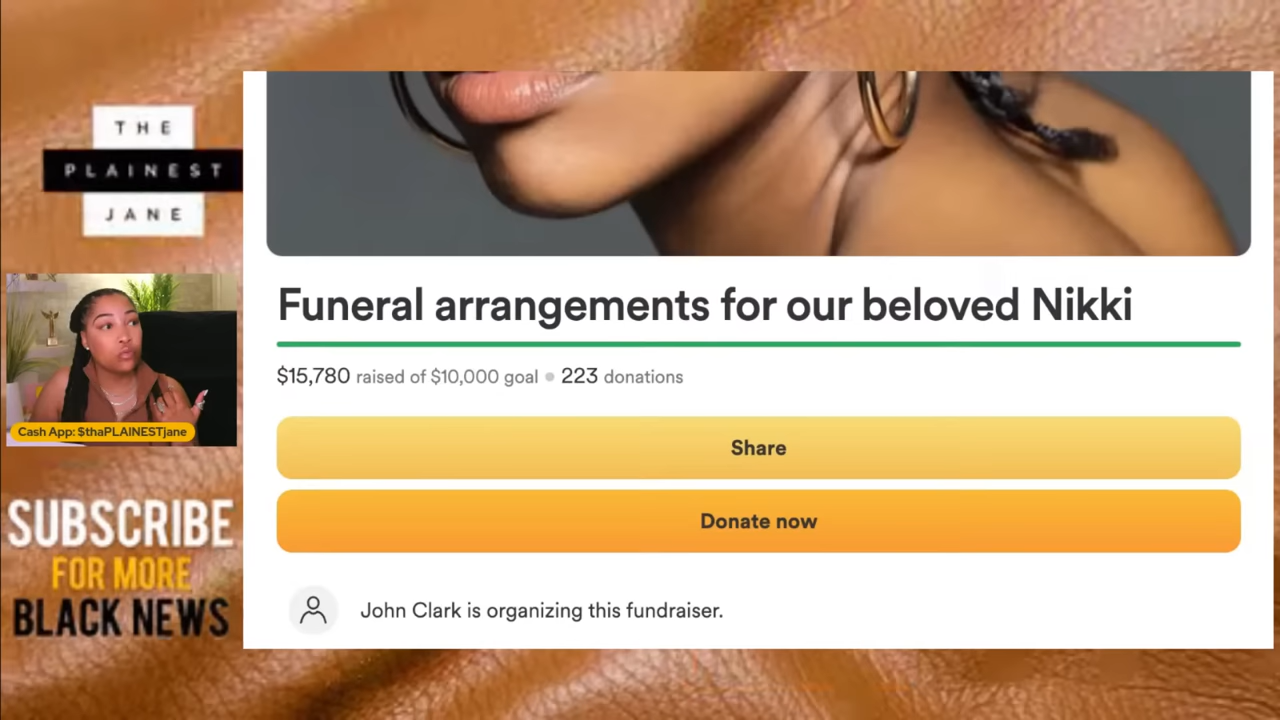 THE
PLAINEST
JANE
Cash App: $thaPLAINESTjane
SUBSCRIBE
FOR MORE
BLACK NEWS
Funeral arrangements for our beloved Nikki
$15,780 raised of $10,000 goal • 223 donations
Share
Donate now
John Clark is organizing this fundraiser.